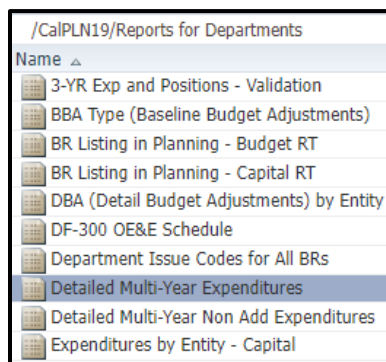 /CalPLN19/Reports for Departments
Name
3-YR Exp and Positions - Validation
BBA Type (Baseline Budget Adjustments)
BR Listing in Planning - Budget RT
BR Listing in Planning - Capital RT
DBA (Detail Budget Adjustments) by Entity
DF-300 OE&E Schedule
Department Issue Codes for All BRs
Detailed Multi-Year Expenditures
Detailed Multi-Year Non Add Expenditures
Expenditures by Entity - Capital